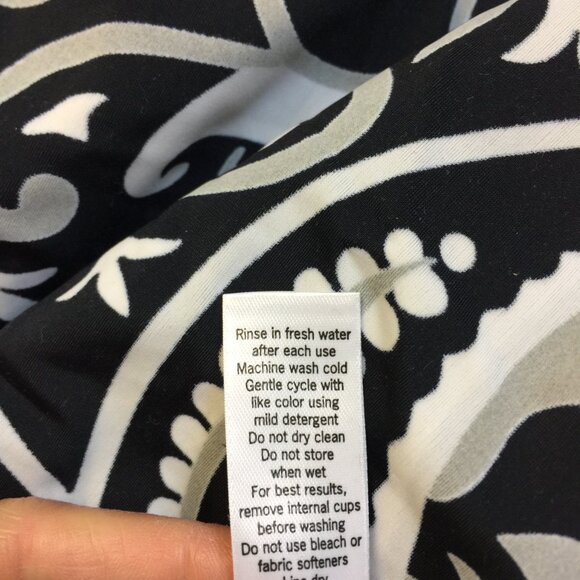 Rinse in fresh water
after each use
Machine wash cold
Gentle cycle with
like color using
mild detergent
Do not dry clean
Do not store
when wet
For best results,
remove internal cups
before washing
Do not use bleach or
fabric softeners
Line dry